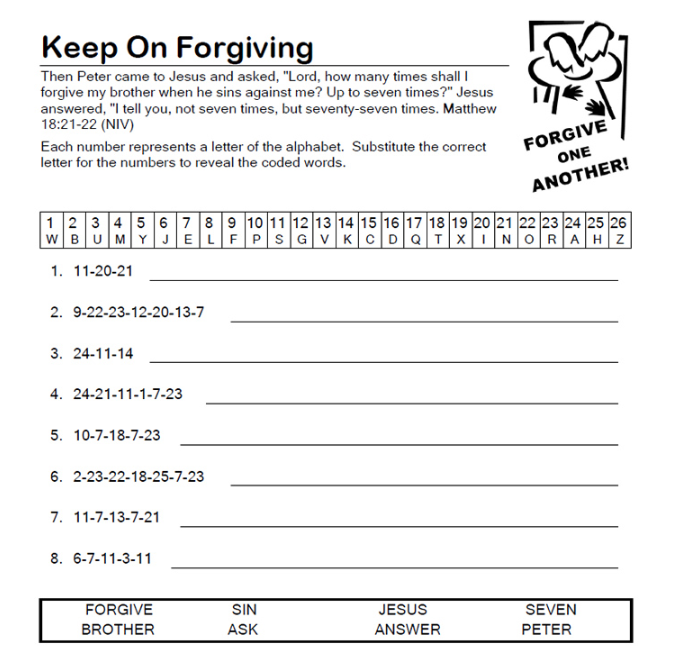 Keep On Forgiving
Then Peter came to Jesus and asked, "Lord, how many times shall I
forgive my brother when he sins against me? Up to seven times?" Jesus
answered, "I tell you, not seven times, but seventy-seven times. Matthew
18:21-22 (NIV)
Each number represents a letter of the alphabet. Substitute the correct
letter for the numbers to reveal the coded words.
FORGIVE
ONE
ANOTHER!
1 2 3 4 5 6 7 8 9 10 11 12 13 14 15 16 17 18 19 20 21 22 23 24 25 26
W B U M Y J E L F P S G V K C D Q T X I N O R A H Z
1. 11-20-21
2. 9-22-23-12-20-13-7
3. 24-11-14
4. 24-21-11-1-7-23
5. 10-7-18-7-23
6. 2-23-22-18-25-7-23
7. 11-7-13-7-21
8. 6-7-11-3-11
FORGIVE SIN JESUS SEVEN
BROTHER ASK ANSWER PETER